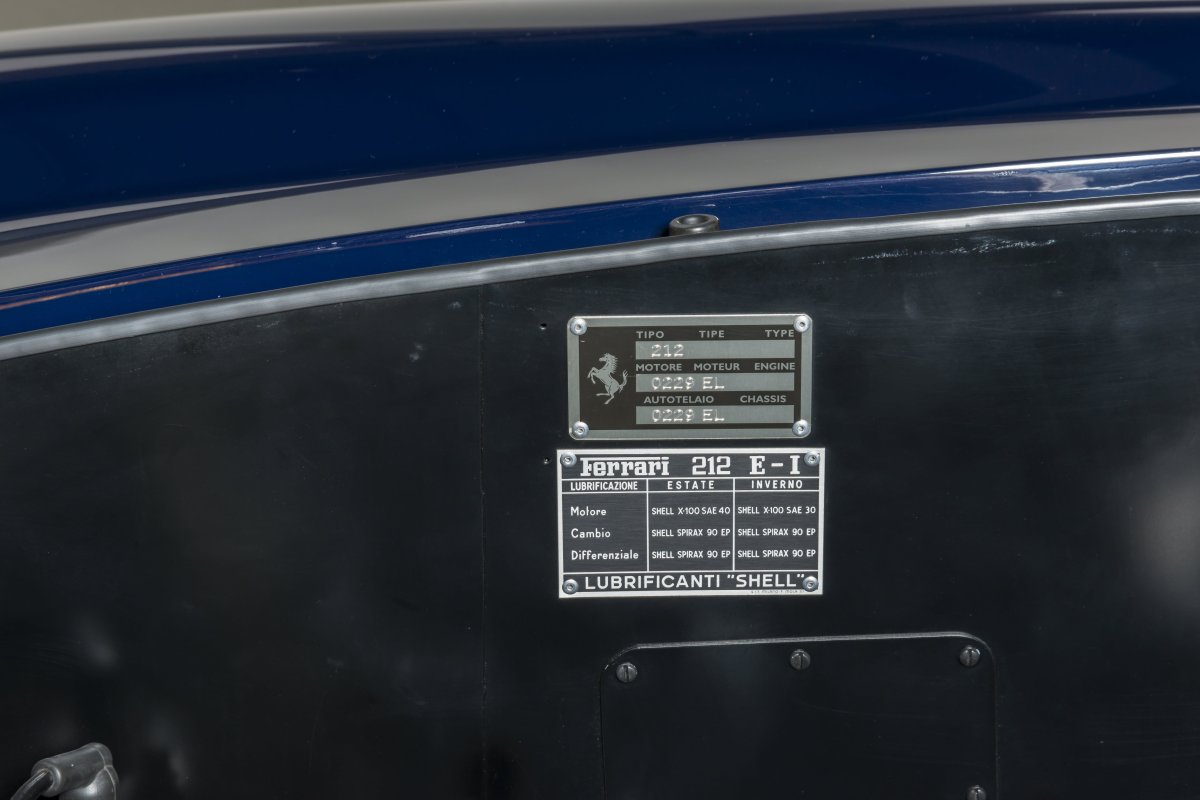 TIPO TIPE TYPE
212
MOTORE MOTEUR ENGINE
0229 EL
AUTOTELAIO CHASSIS
0229 EL
Ferrari 212 E-I
LUBRIFICAZIONE ESTATE INVERNO
Motore SHELL X-100 SAE 40 SHELL X-100 SAE 30
Cambio SHELL SPIRAX 90 EP SHELL SPIRAX 90 EP
Differenziale SHELL SPIRAX 90 EP SHELL SPIRAX 90 EP
LUBRIFICANTI "SHELL"